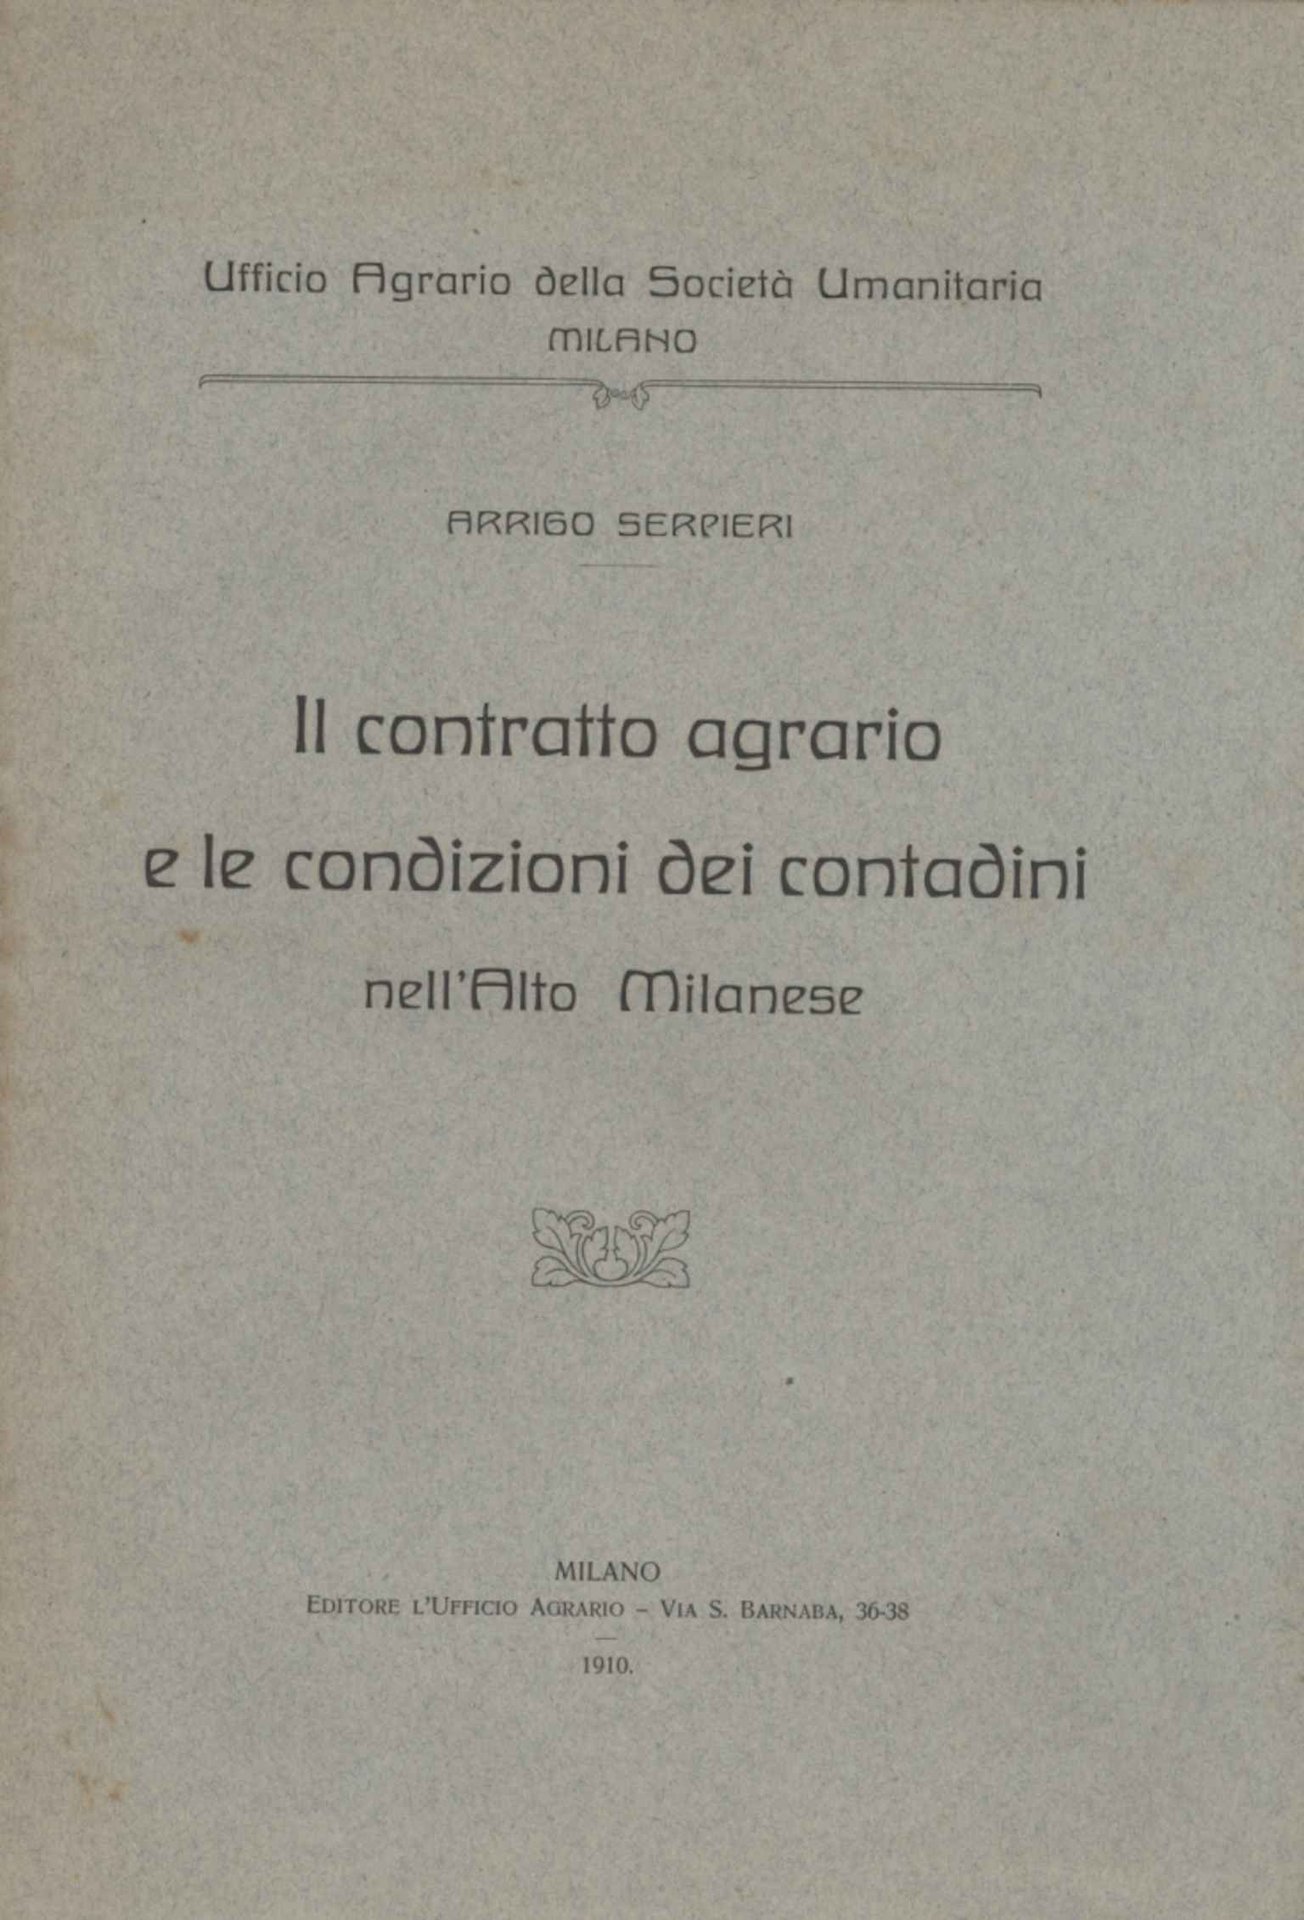 Ufficio Agrario della Società Umanitaria
MILANO
ARRIGO SERPIERI
Il contratto agrario
e le condizioni dei contadini
nell'Alto Milanese
MILANO
EDITORE L'UFFICIO AGRARIO – VIA S. BARNABA, 36-38
1910.